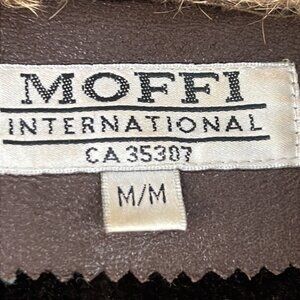 MOFFI
INTERNATIONAL
CA 35307
M/M